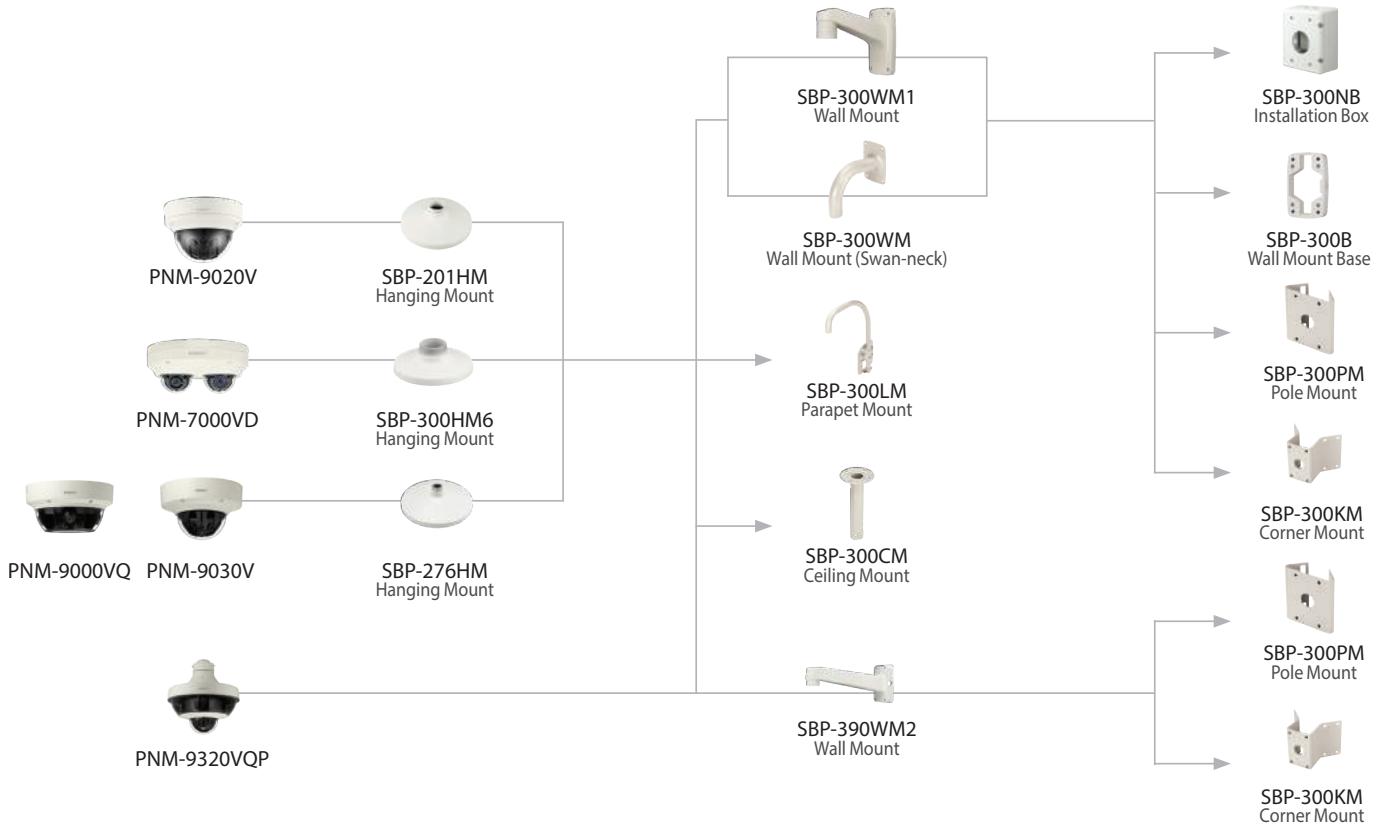 SBP-300WM1
Wall Mount
SBP-300NB
Installation Box
SBP-300WM
Wall Mount (Swan-neck)
SBP-300B
Wall Mount Base
PNM-9020V
SBP-201HM
Hanging Mount
SBP-300LM
Parapet Mount
SBP-300PM
Pole Mount
PNM-7000VD
SBP-300HM6
Hanging Mount
SBP-300KM
Corner Mount
PNM-9000VQ
PNM-9030V
SBP-276HM
Hanging Mount
SBP-300CM
Ceiling Mount
SBP-300PM
Pole Mount
PNM-9320VQP
SBP-390WM2
Wall Mount
SBP-300KM
Corner Mount